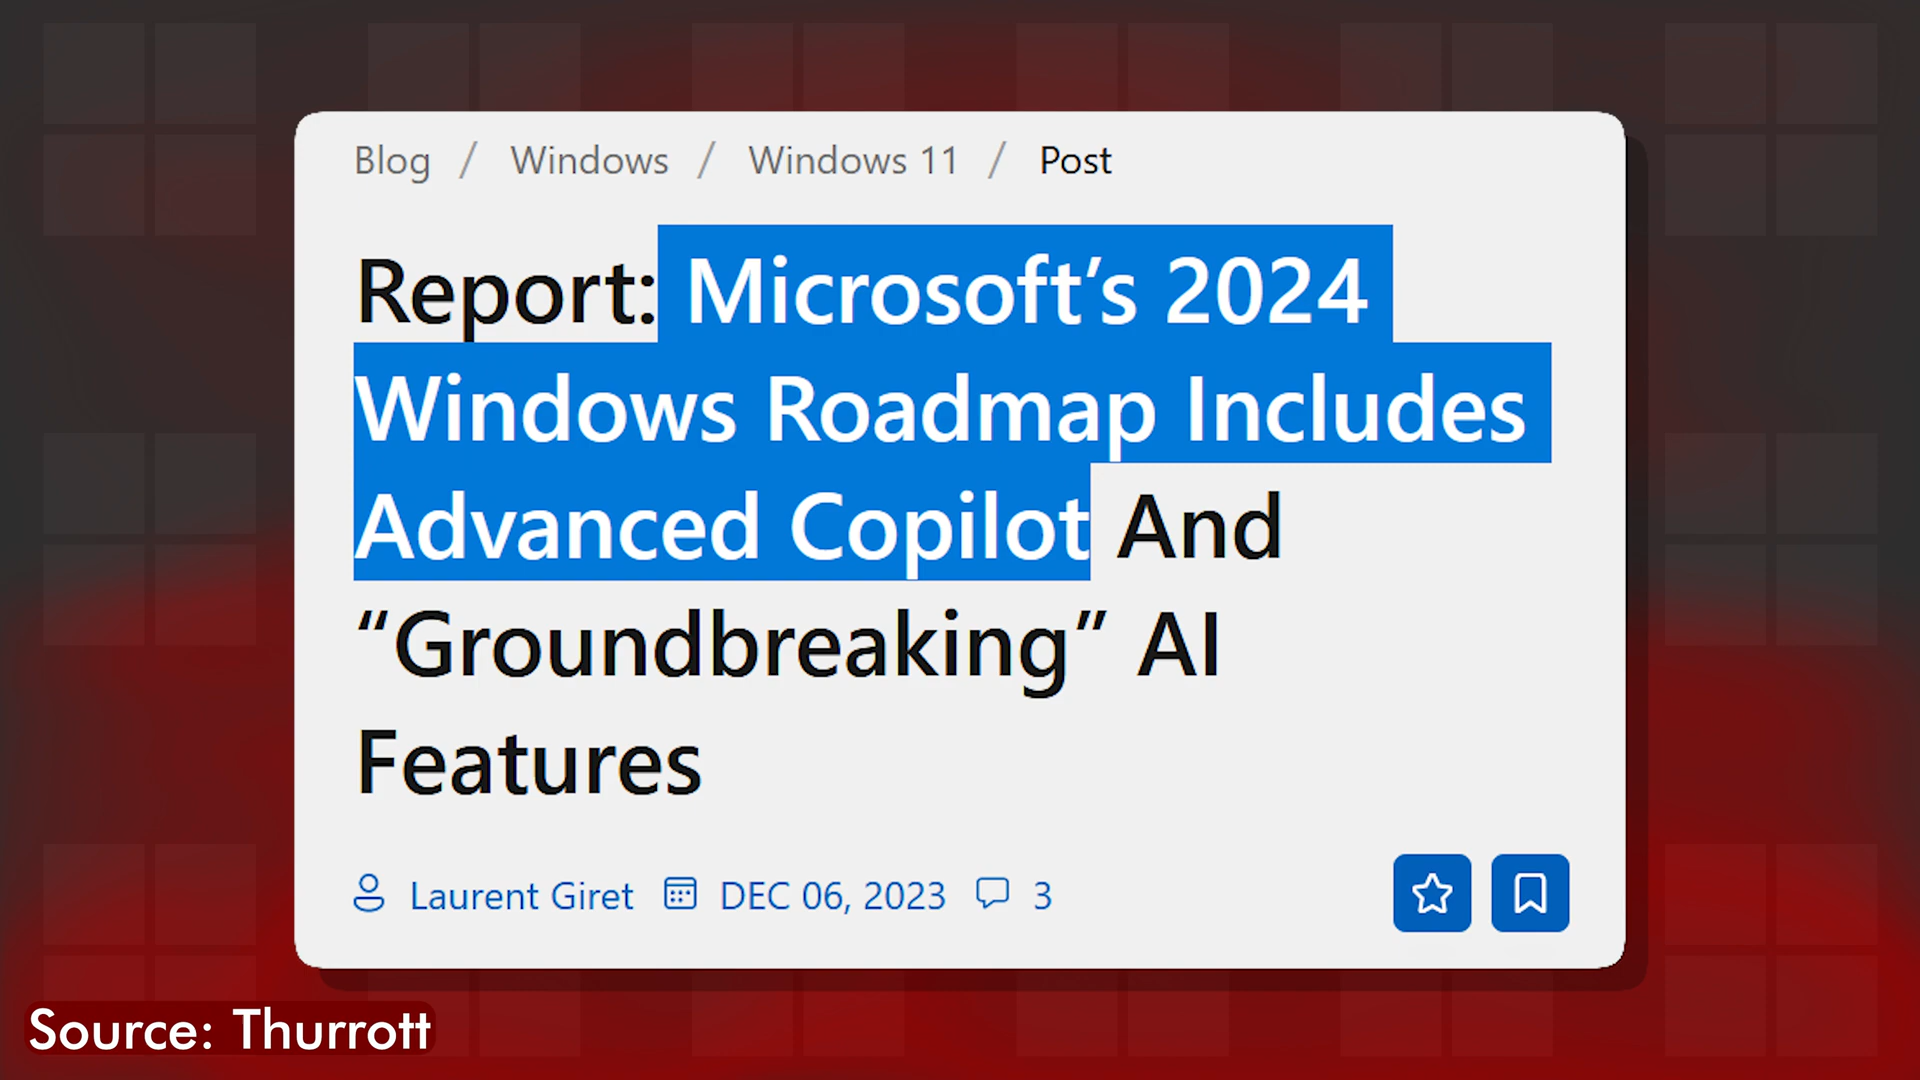 Blog / Windows / Windows 11 / Post
Report: Microsoft’s 2024
Windows Roadmap Includes
Advanced Copilot And
“Groundbreaking” AI
Features
Laurent Giret DEC 06, 2023 3
Source: Thurrott